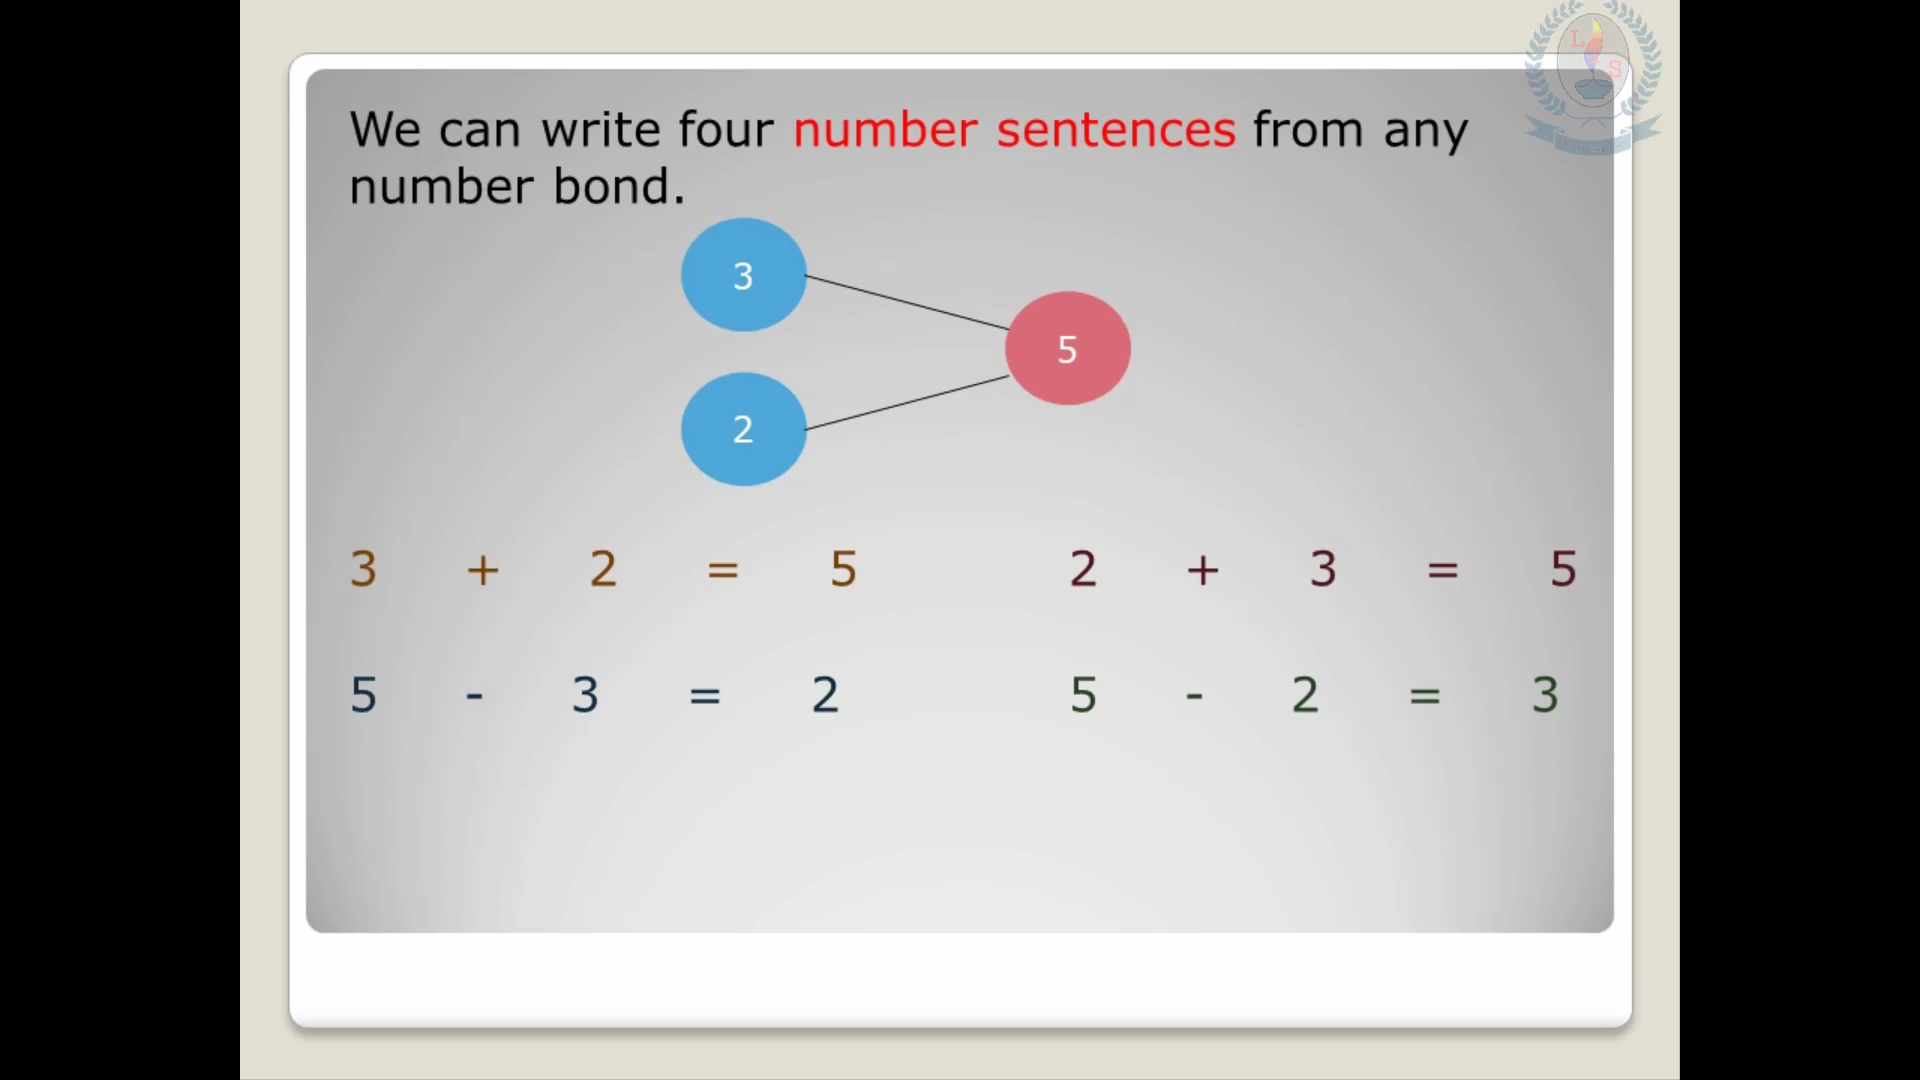 We can write four number sentences from any
number bond.
3
5
2
3 + 2 = 5 2 + 3 = 5
5 - 3 = 2 5 - 2 = 3
L
I
S